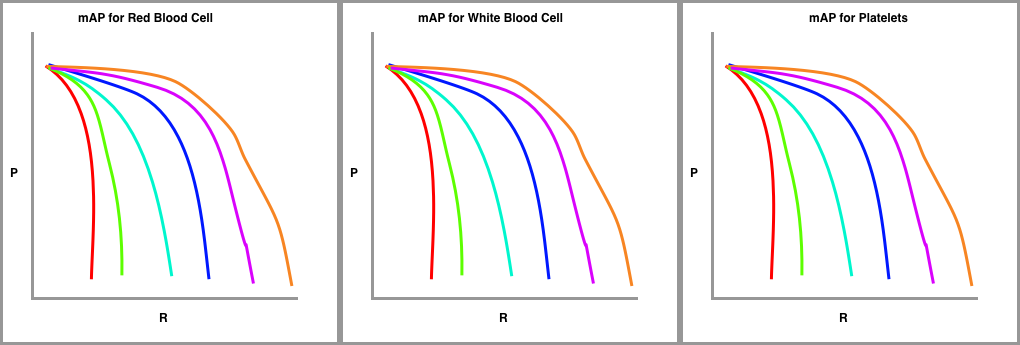 mAP for Red Blood Cell
P
R
mAP for White Blood Cell
P
R
mAP for Platelets
P
R